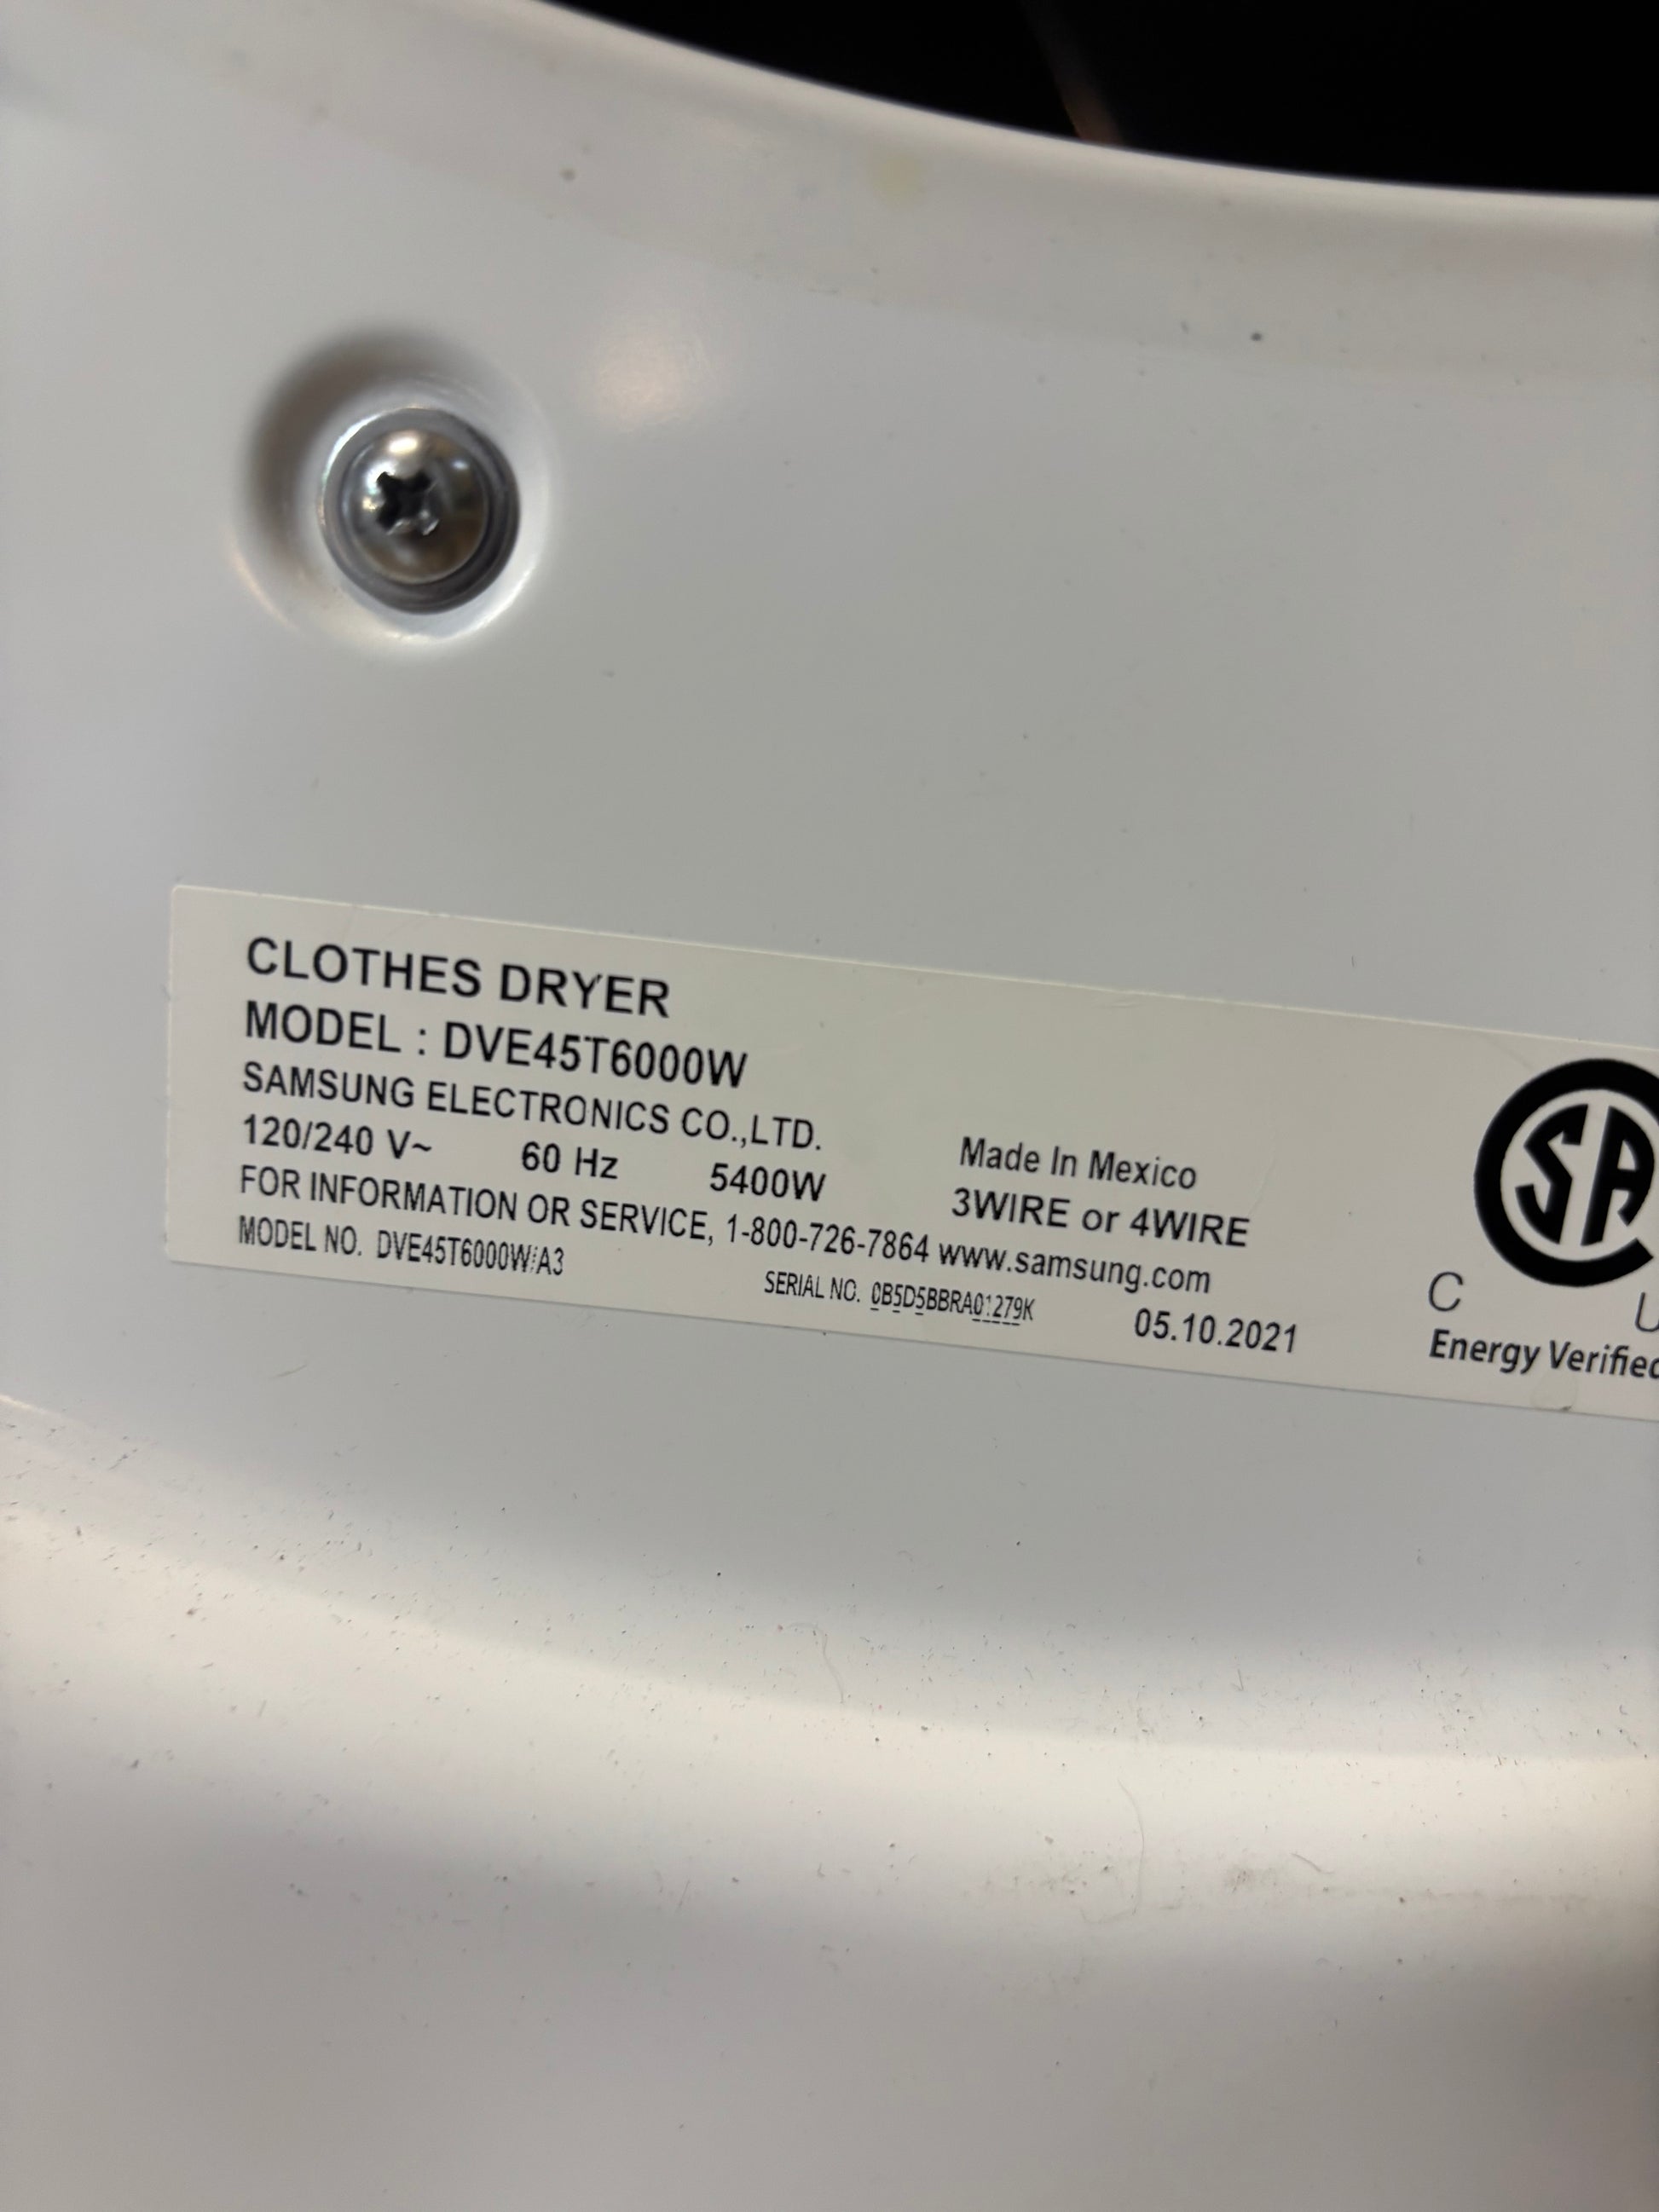 CLOTHES DRYER
MODEL : DVE45T6000W
SAMSUNG ELECTRONICS CO.,LTD.
120/240 V~ 60 Hz 5400W
Made In Mexico
3WIRE or 4WIRE
FOR INFORMATION OR SERVICE, 1-800-726-7864 www.samsung.com
MODEL NO. DVE45T6000W/A3
SERIAL NO. 0B5D5BBRA01279K
05.10.2021
SA
C U
Energy Verified